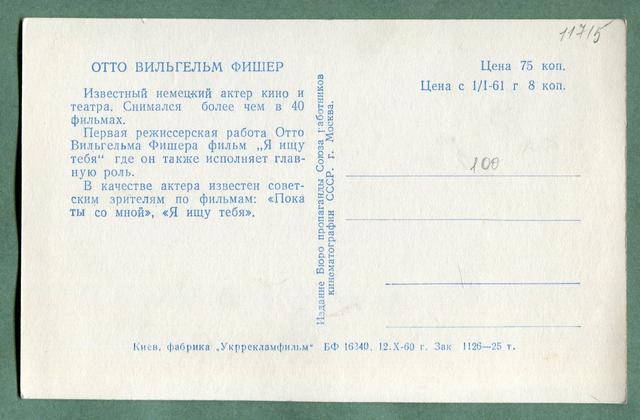 11715
ОТТО ВИЛЬГЕЛЬМ ФИШЕР
Известный немецкий актер кино и
театра. Снимался более чем в 40
фильмах.
Первая режиссерская работа Отто
Вильгельма Фишера фильм „Я ищу
тебя“ где он также исполняет глав-
ную роль.
В качестве актера известен совет-
ским зрителям по фильмам: «Пока
ты со мной», «Я ищу тебя».
Издание Бюро пропаганды Союза работников
кинематографии СССР. г. Москва.
Цена 75 коп.
Цена с 1/I-61 г 8 коп.
100
Киев, фабрика „Укррекламфильм“ БФ 16340. 12.X-60 г. Зак 1126—25 т.